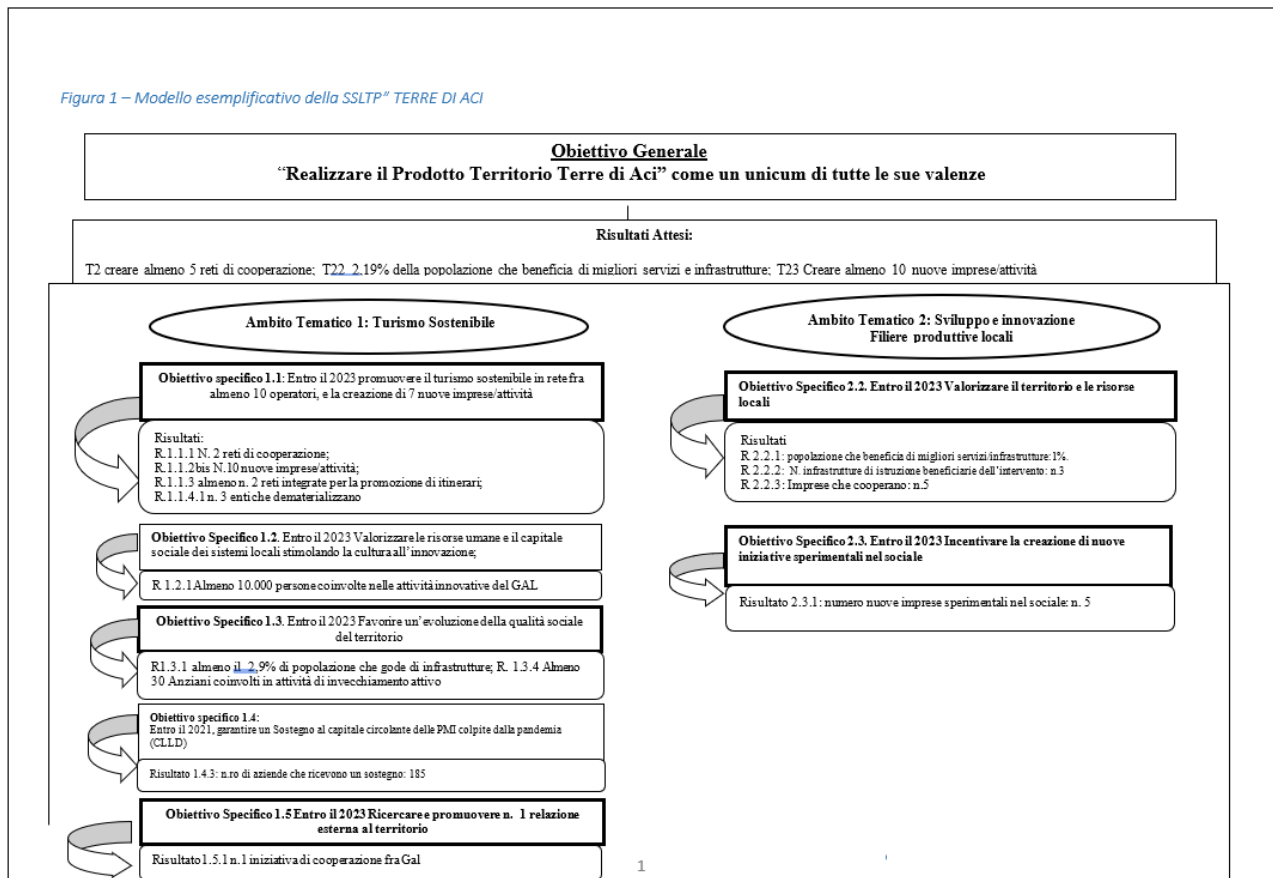 Figura 1 – Modello esemplificativo della SSLTP" TERRE DI ACI
Obiettivo Generale
"Realizzare il Prodotto Territorio Terre di Aci" come un unicum di tutte le sue valenze
Risultati Attesi:
T2 creare almeno 5 reti di cooperazione; T22 2.19% della popolazione che beneficia di migliori servizi e infrastrutture; T23 Creare almeno 10 nuove imprese/attività
Ambito Tematico 1: Turismo Sostenibile
Obiettivo specifico 1.1: Entro il 2023 promuovere il turismo sostenibile in rete fra
almeno 10 operatori, e la creazione di 7 nuove imprese/attività
Risultati:
R.1.1.1 N. 2 reti di cooperazione;
R.1.1.2bis N.10 nuove imprese/attività;
R.1.1.3 almeno n. 2 reti integrate per la promozione di itinerari;
R.1.1.4.1 n. 3 enti che dematerializzano
Obiettivo Specifico 1.2. Entro il 2023 Valorizzare le risorse umane e il capitale
sociale dei sistemi locali stimolando la cultura all'innovazione;
R 1.2.1 Almeno 10.000 persone coinvolte nelle attività innovative del GAL
Obiettivo Specifico 1.3. Entro il 2023 Favorire un'evoluzione della qualità sociale
del territorio
R1.3.1 almeno il 2,9% di popolazione che gode di infrastrutture; R. 1.3.4 Almeno
30 Anziani coinvolti in attività di invecchiamento attivo
Obiettivo specifico 1.4:
Entro il 2021, garantire un Sostegno al capitale circolante delle PMI colpite dalla pandemia
(CLLD)
Risultato 1.4.3: n.ro di aziende che ricevono un sostegno: 185
Obiettivo Specifico 1.5 Entro il 2023 Ricercare e promuovere n. 1 relazione
esterna al territorio
Risultato 1.5.1 n.1 iniziativa di cooperazione fra Gal
Ambito Tematico 2: Sviluppo e innovazione
Filiere produttive locali
Obiettivo Specifico 2.2. Entro il 2023 Valorizzare il territorio e le risorse
locali
Risultati
R 2.2.1: popolazione che beneficia di migliori servizi/infrastrutture:1%.
R 2.2.2: N. infrastrutture di istruzione beneficiarie dell'intervento: n.3
R 2.2.3: Imprese che cooperano: n.5
Obiettivo Specifico 2.3. Entro il 2023 Incentivare la creazione di nuove
iniziative sperimentali nel sociale
Risultato 2.3.1: numero nuove imprese sperimentali nel sociale: n. 5
1